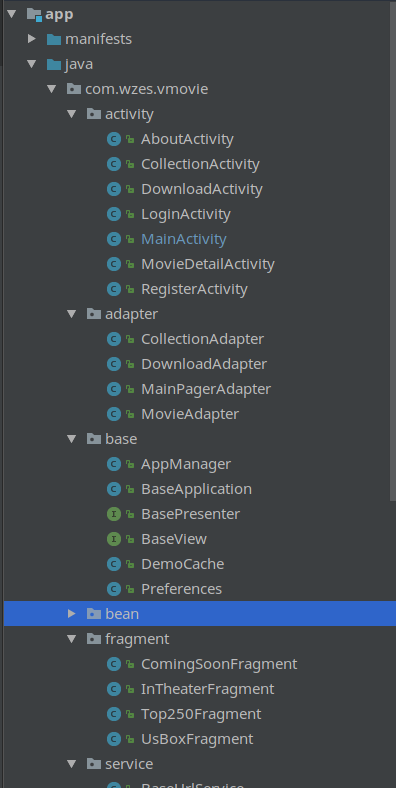 app
manifests
java
com.wzes.vmovie
activity
AboutActivity
CollectionActivity
DownloadActivity
LoginActivity
MainActivity
MovieDetailActivity
RegisterActivity
adapter
CollectionAdapter
DownloadAdapter
MainPagerAdapter
MovieAdapter
base
AppManager
BaseApplication
BasePresenter
BaseView
DemoCache
Preferences
bean
fragment
ComingSoonFragment
InTheaterFragment
Top250Fragment
UsBoxFragment
service
BaseUrlService